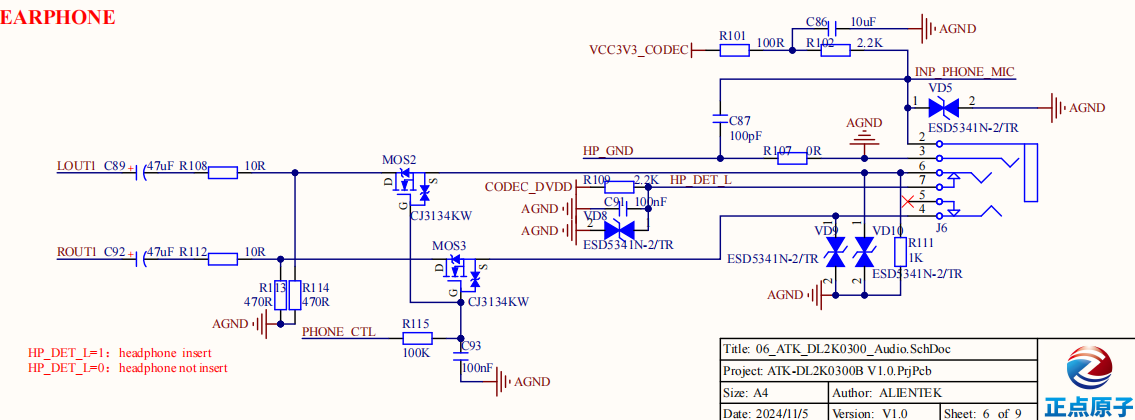 EARPHONE
C86 10uF AGND
VCC3V3_CODEC R101 100R R102 2.2K
INP_PHONE_MIC
VD5
1 2 AGND
ESD5341N-2/TR
C87
100pF
AGND
HP_GND R107 0R
2
3
6
7
5
4
J6
LOUT1 C89 + 47uF R108 10R
MOS2
D S
G
CJ3134KW
CODEC_DVDD R109 2.2K HP_DET_L
AGND C91 100nF
VD8
AGND 2
ESD5341N-2/TR
ROUT1 C92 + 47uF R112 10R
MOS3
D S
G
CJ3134KW
VD9 1 1 VD10 R111
1K
ESD5341N-2/TR ESD5341N-2/TR
2 2
AGND
R113 R114
470R 470R
AGND
PHONE_CTL R115
100K
C93
100nF
AGND
HP_DET_L=1: headphone insert
HP_DET_L=0: headphone not insert
Title: 06_ATK_DL2K0300_Audio.SchDoc
Project: ATK-DL2K0300B V1.0.PrjPcb
Size: A4 Author: ALIENTEK
Date: 2024/11/5 Version: V1.0 Sheet: 6 of 9
正点原子